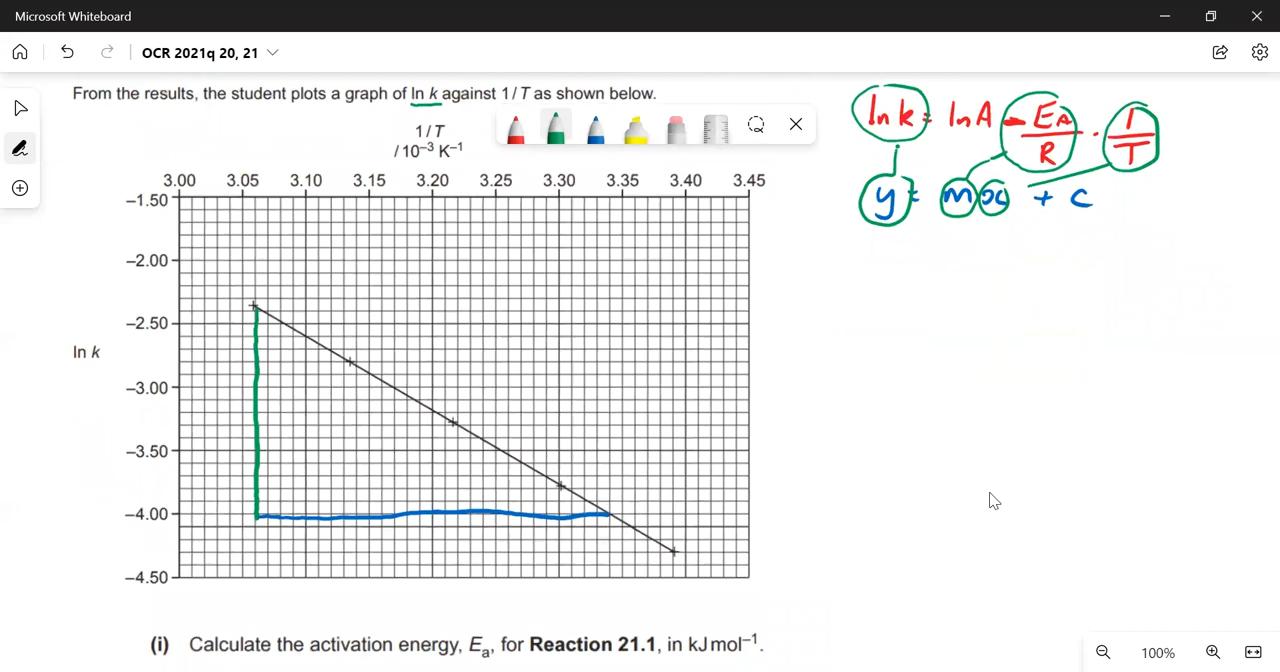 Microsoft Whiteboard
OCR 2021q 20, 21
From the results, the student plots a graph of ln k against 1/T as shown below.
1/T
/10⁻³ K⁻¹
3.00 3.05 3.10 3.15 3.20 3.25 3.30 3.35 3.40 3.45
−1.50
−2.00
−2.50
ln k
−3.00
−3.50
−4.00
−4.50
ln k = ln A − EA/R · 1/T
y = mx + c
(i) Calculate the activation energy, Eₐ, for Reaction 21.1, in kJ mol⁻¹.
100%